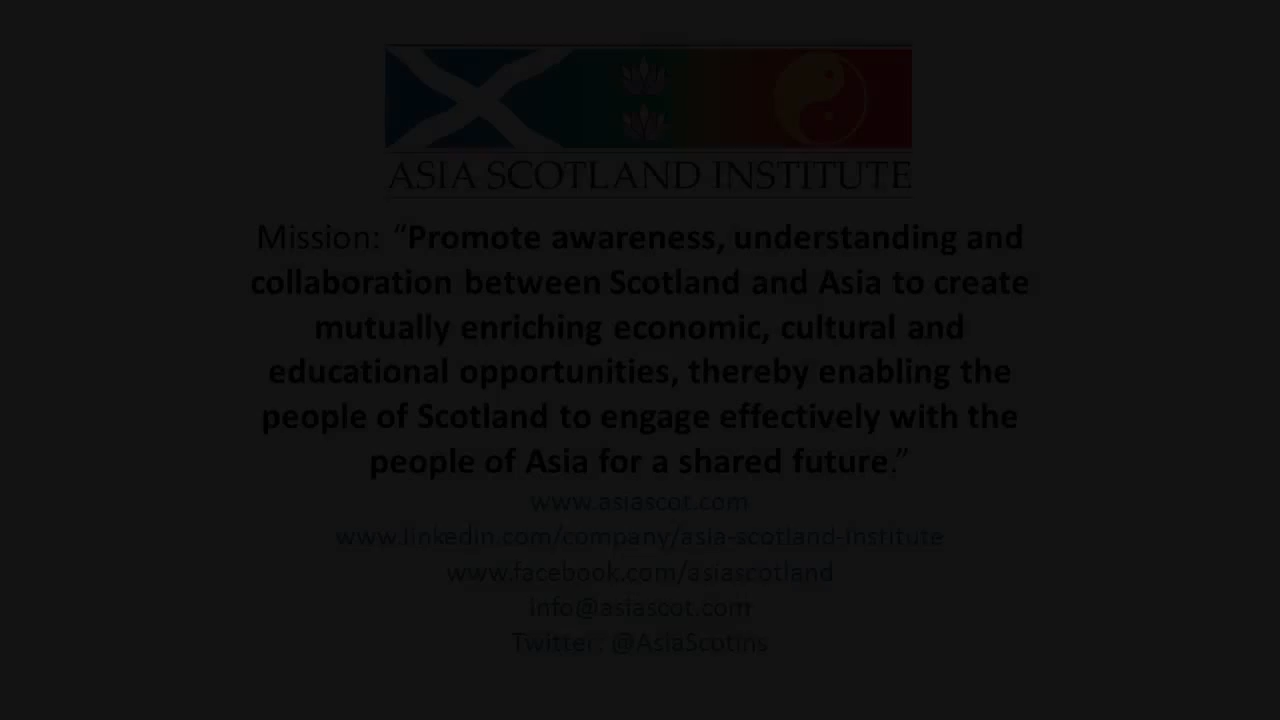 ASIA SCOTLAND INSTITUTE
Mission: “Promote awareness, understanding and
collaboration between Scotland and Asia to create
mutually enriching economic, cultural and
educational opportunities, thereby enabling the
people of Scotland to engage effectively with the
people of Asia for a shared future.”
www.asiascot.com
www.linkedin.com/company/asia-scotland-institute
www.facebook.com/asiascotland
info@asiascot.com
Twitter: @AsiaScotIns